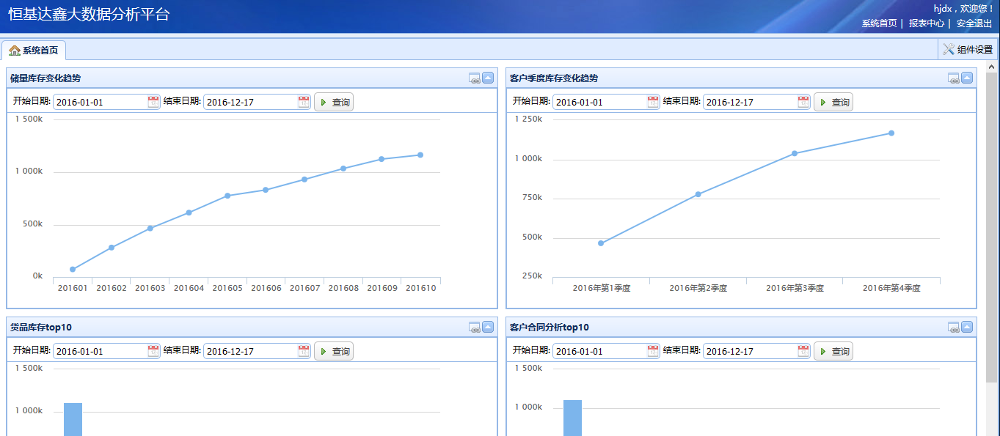 恒基达鑫大数据分析平台
hjdx，欢迎您！
系统首页 | 报表中心 | 安全退出
系统首页
组件设置
储量库存变化趋势
开始日期: 2016-01-01 结束日期: 2016-12-17 查询
1 500k
1 000k
500k
0k
201601 201602 201603 201604 201605 201606 201607 201608 201609 201610
客户季度库存变化趋势
开始日期: 2016-01-01 结束日期: 2016-12-17 查询
1 250k
1 000k
750k
500k
250k
2016年第1季度 2016年第2季度 2016年第3季度 2016年第4季度
货品库存top10
开始日期: 2016-01-01 结束日期: 2016-12-17 查询
1 500k
1 000k
客户合同分析top10
开始日期: 2016-01-01 结束日期: 2016-12-17 查询
1 500k
1 000k